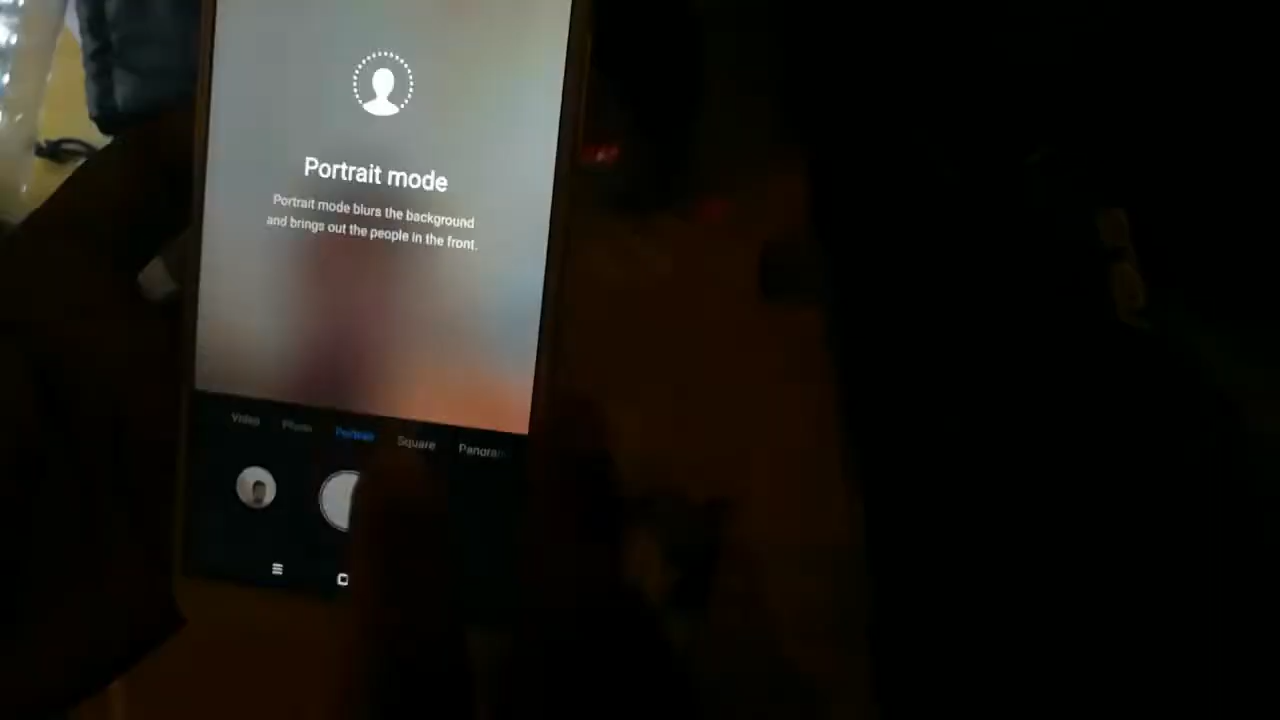 Portrait mode
Portrait mode blurs the background
and brings out the people in the front.
Video Photo Portrait Square Panora